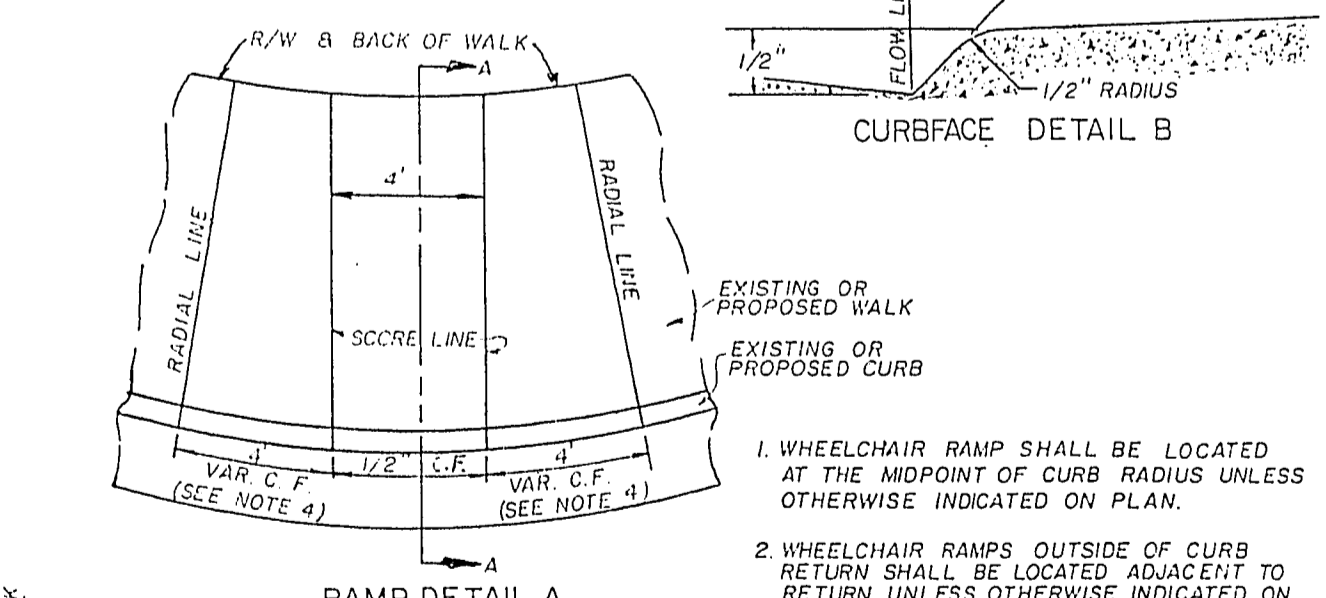 R/W & BACK OF WALK
A
4'
RADIAL LINE
RADIAL LINE
SCORE LINE
EXISTING OR
PROPOSED WALK
EXISTING OR
PROPOSED CURB
4'
1/2" C.F.
4'
VAR. C.F.
(SEE NOTE 4)
VAR. C.F.
(SEE NOTE 4)
A
RAMP DETAIL A
1/2"
FLOW
1/2" RADIUS
CURBFACE DETAIL B
1. WHEELCHAIR RAMP SHALL BE LOCATED
AT THE MIDPOINT OF CURB RADIUS UNLESS
OTHERWISE INDICATED ON PLAN.
2. WHEELCHAIR RAMPS OUTSIDE OF CURB
RETURN SHALL BE LOCATED ADJACENT TO
RETURN UNLESS OTHERWISE INDICATED ON